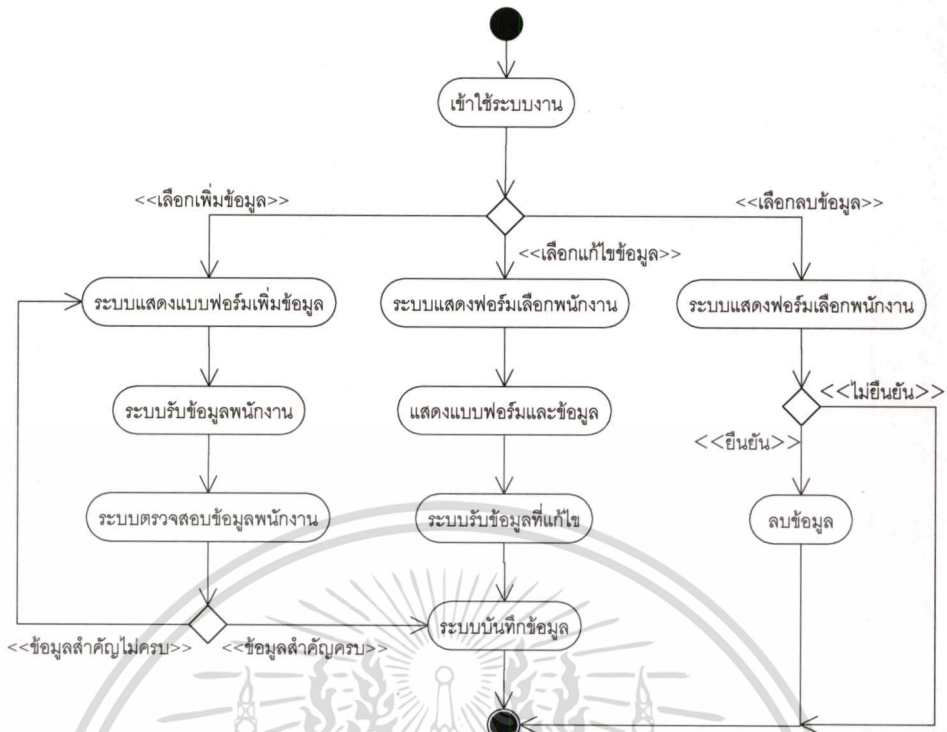 เข้าใช้ระบบงาน
<<เลือกเพิ่มข้อมูล>>
<<เลือกลบข้อมูล>>
<<เลือกแก้ไขข้อมูล>>
ระบบแสดงแบบฟอร์มเพิ่มข้อมูล
ระบบแสดงฟอร์มเลือกพนักงาน
ระบบแสดงฟอร์มเลือกพนักงาน
<<ไม่ยืนยัน>>
ระบบรับข้อมูลพนักงาน
แสดงแบบฟอร์มและข้อมูล
<<ยืนยัน>>
ระบบตรวจสอบข้อมูลพนักงาน
ระบบรับข้อมูลที่แก้ไข
ลบข้อมูล
ระบบบันทึกข้อมูล
<<ข้อมูลสำคัญไม่ครบ>>
<<ข้อมูลสำคัญครบ>>